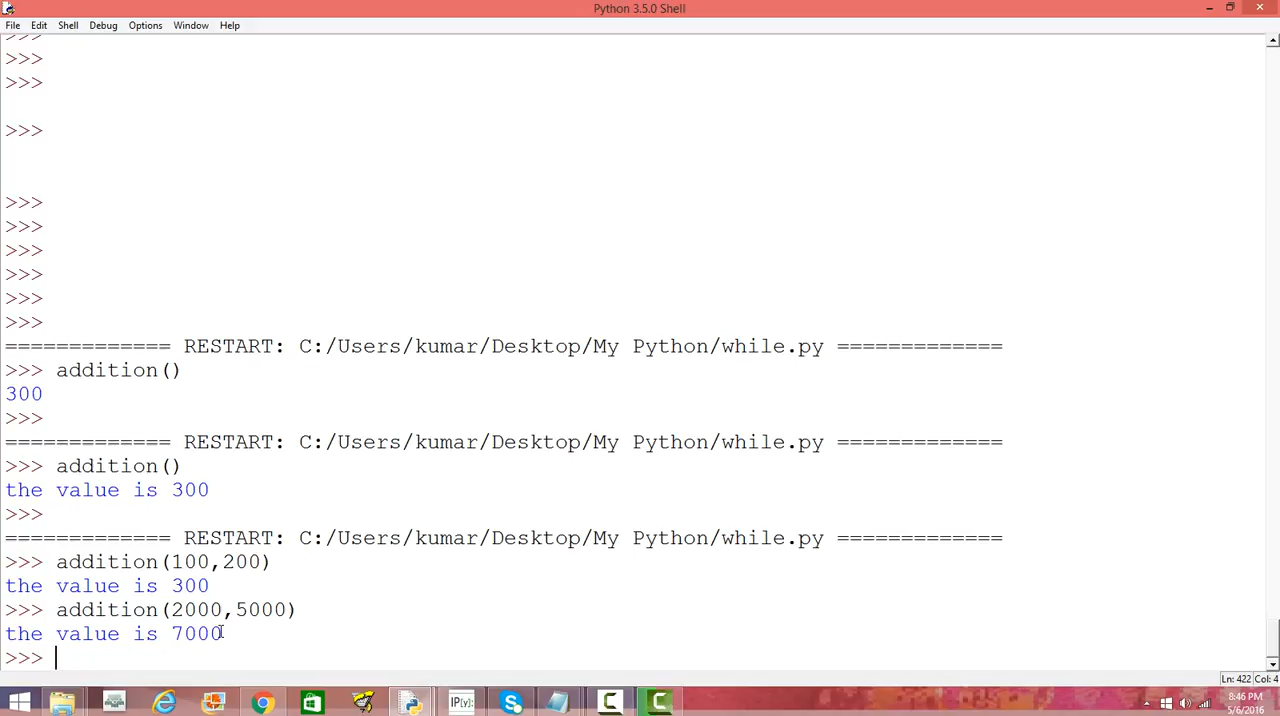 Python 3.5.0 Shell
File Edit Shell Debug Options Window Help
>>>
>>>
>>>
>>>
>>>
>>>
>>>
>>>
>>>
>>>
============= RESTART: C:/Users/kumar/Desktop/My Python/while.py =============
>>> addition()
300
>>>
============= RESTART: C:/Users/kumar/Desktop/My Python/while.py =============
>>> addition()
the value is 300
>>>
============= RESTART: C:/Users/kumar/Desktop/My Python/while.py =============
>>> addition(100,200)
the value is 300
>>> addition(2000,5000)
the value is 7000
>>>
Ln: 422 Col: 4
IP[y]:
8:46 PM
5/6/2016